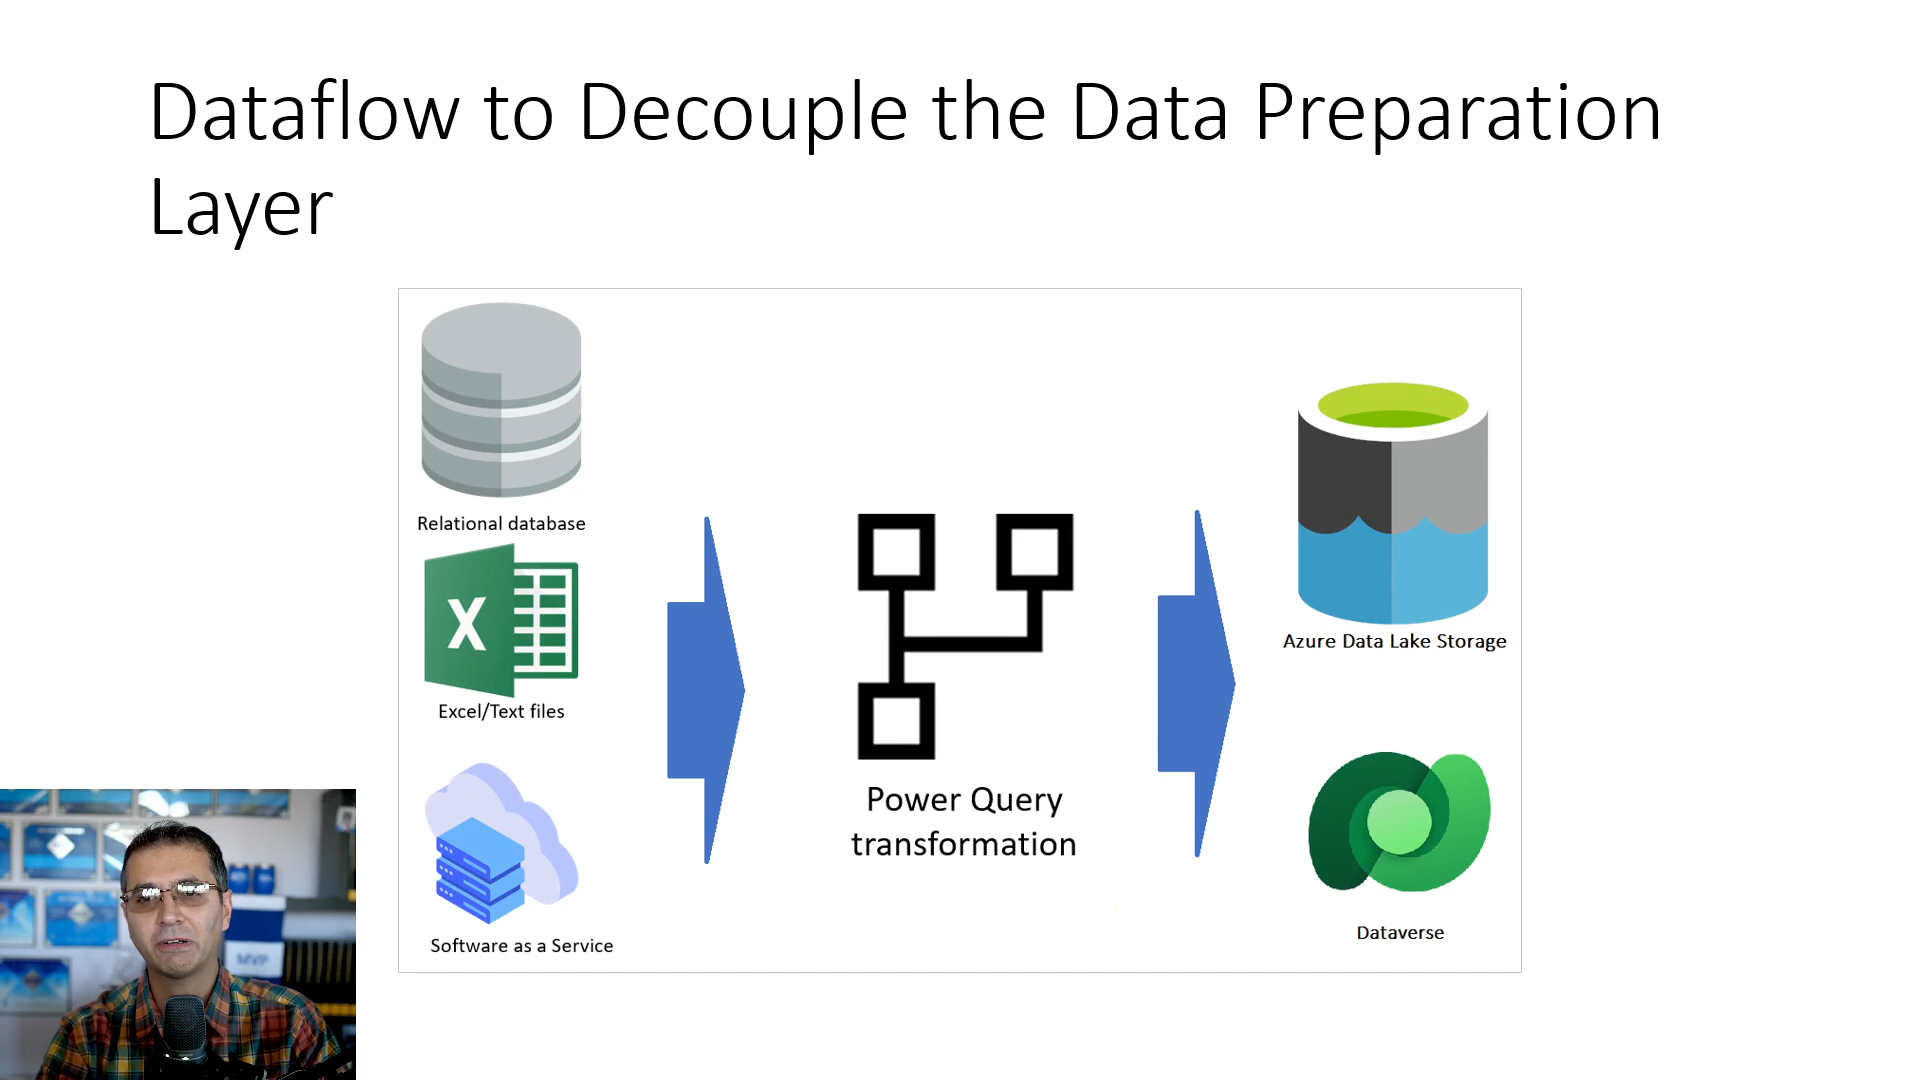 Dataflow to Decouple the Data Preparation
Layer
Relational database
X
Excel/Text files
Software as a Service
Power Query
transformation
Azure Data Lake Storage
Dataverse
MVP